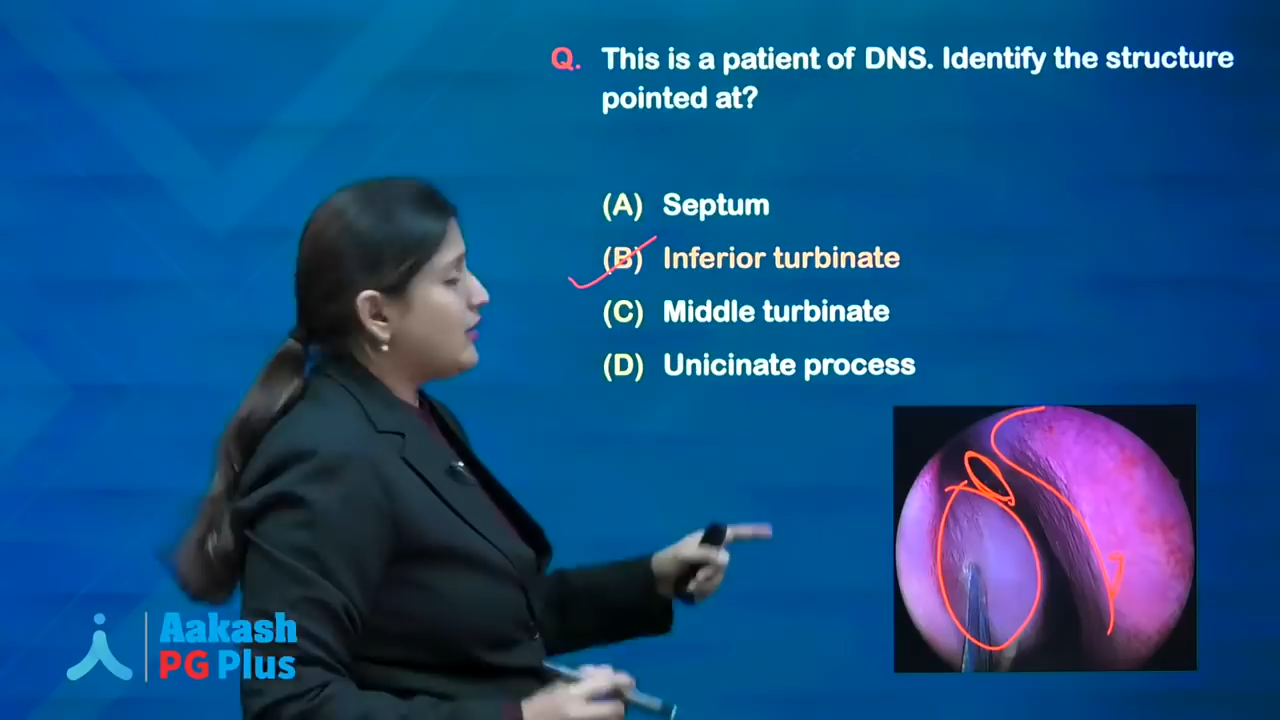 Q. This is a patient of DNS. Identify the structure
pointed at?
(A) Septum
(B) Inferior turbinate
(C) Middle turbinate
(D) Unicinate process
Aakash
PG Plus